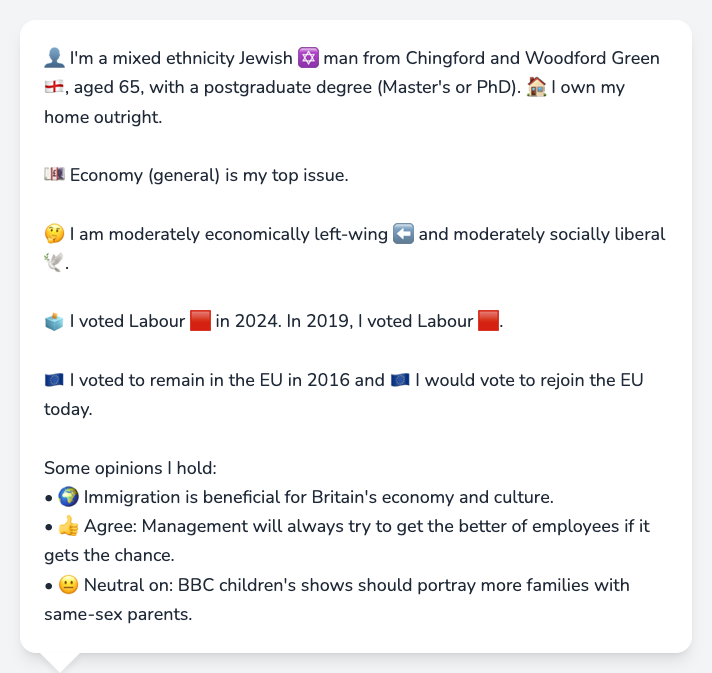 👤 I'm a mixed ethnicity Jewish ✡️ man from Chingford and Woodford Green
🏴󠁧󠁢󠁥󠁮󠁧󠁿, aged 65, with a postgraduate degree (Master's or PhD). 🏠 I own my
home outright.
💷 Economy (general) is my top issue.
🤔 I am moderately economically left-wing ⬅️ and moderately socially liberal
🕊️.
🗳️ I voted Labour 🟥 in 2024. In 2019, I voted Labour 🟥.
🇪🇺 I voted to remain in the EU in 2016 and 🇪🇺 I would vote to rejoin the EU
today.
Some opinions I hold:
• 🌍 Immigration is beneficial for Britain's economy and culture.
• 👍 Agree: Management will always try to get the better of employees if it
gets the chance.
• 😐 Neutral on: BBC children's shows should portray more families with
same-sex parents.